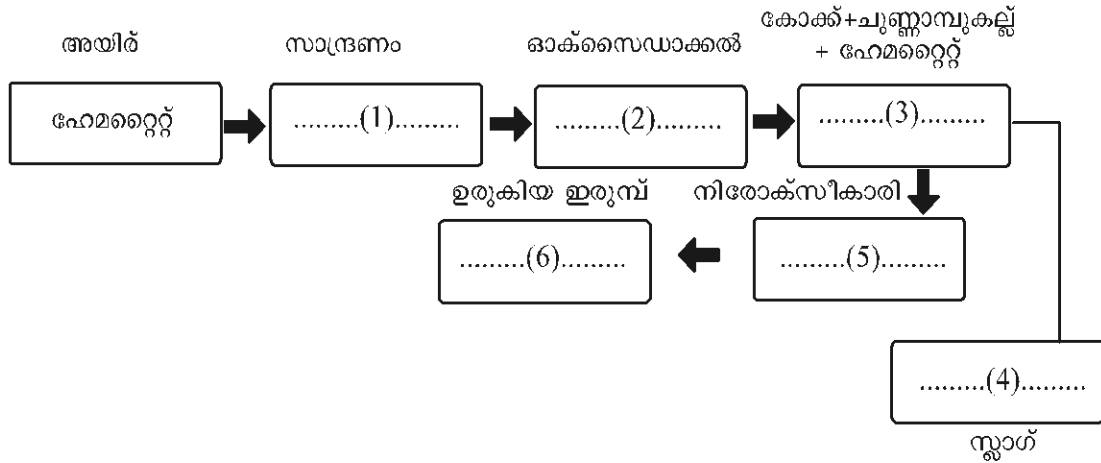 അയിര്
സാന്ദ്രണം
ഓക്സൈഡാക്കൽ
കോക്ക്+ചുണ്ണാമ്പുകല്ല്
+ ഹേമറ്റൈറ്റ്
ഹേമറ്റൈറ്റ്
.........(1).........
.........(2).........
.........(3).........
ഉരുകിയ ഇരുമ്പ്
നിരോക്സീകാരി
.........(6).........
.........(5).........
.........(4).........
സ്ലാഗ്